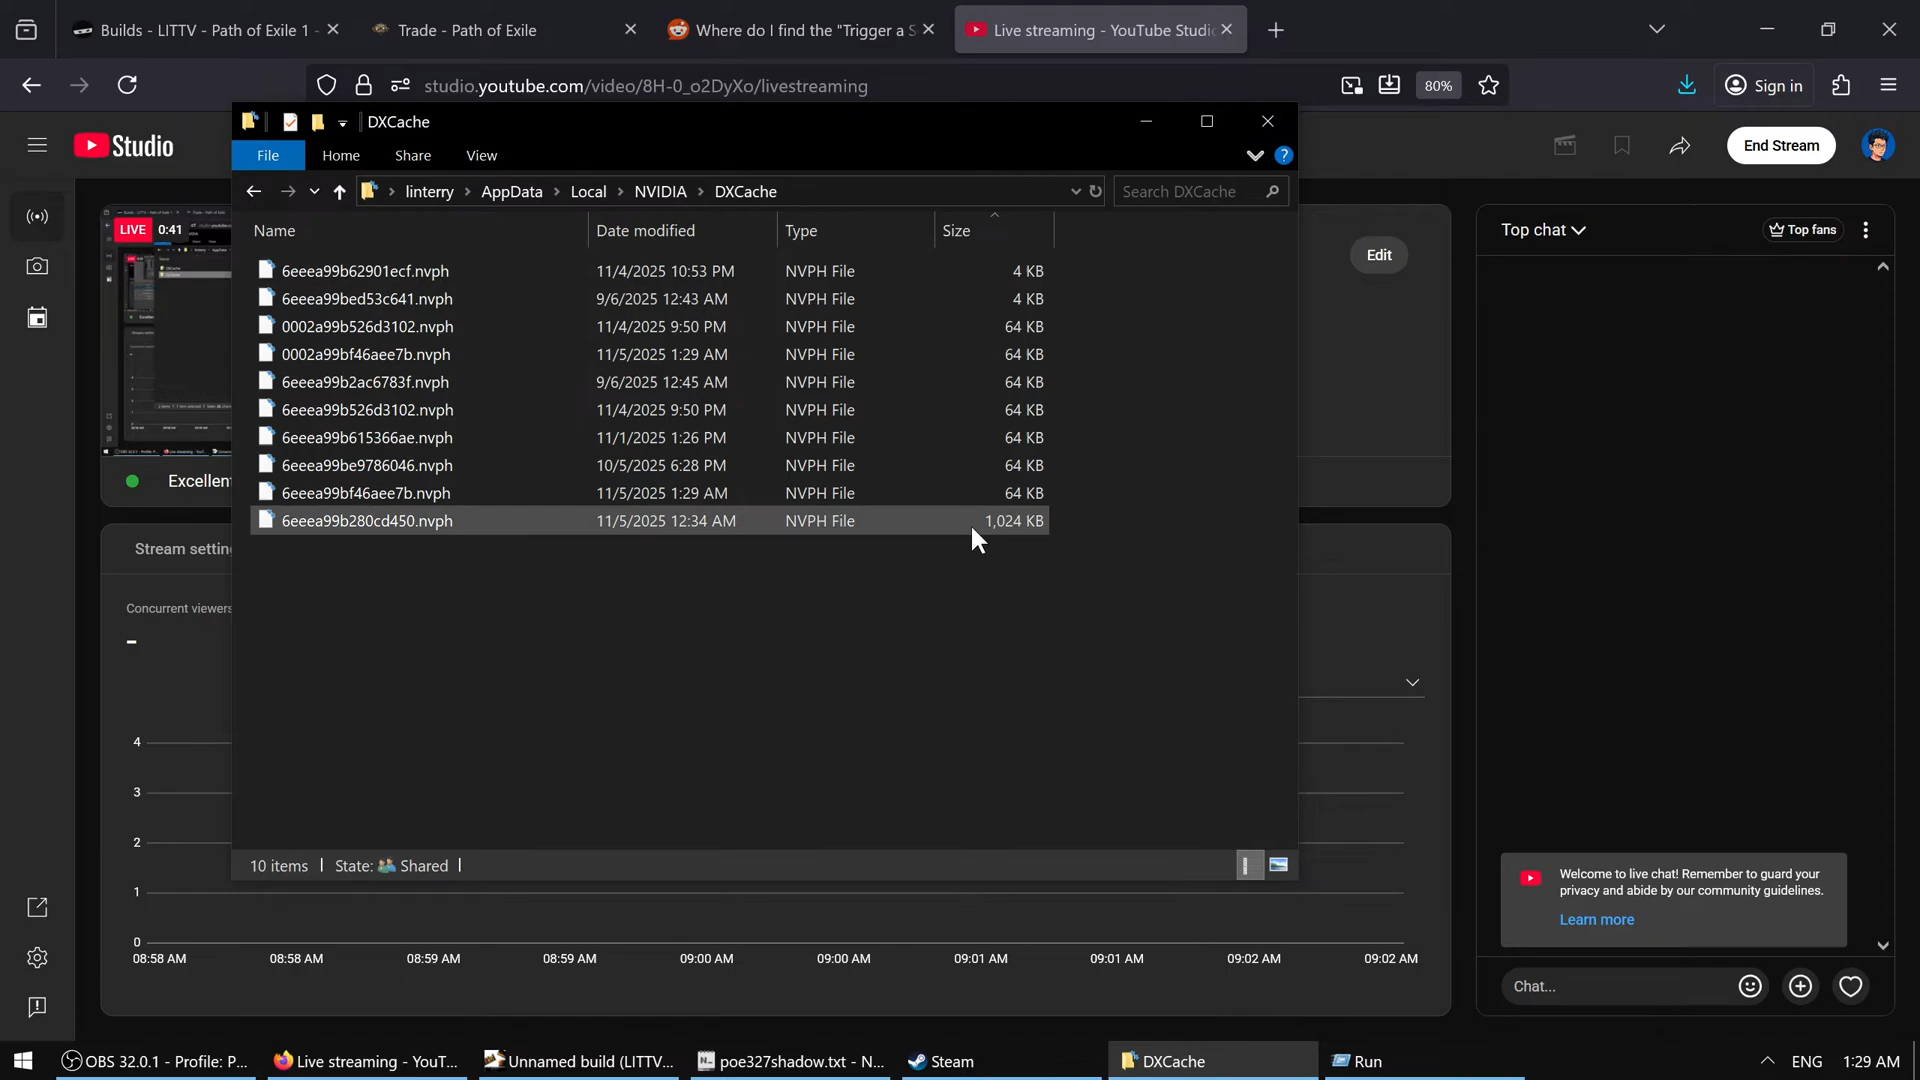 Builds - LITTV - Path of Exile 1 -
Trade - Path of Exile
Where do I find the "Trigger a S
Live streaming - YouTube Studio
studio.youtube.com/video/8H-0_o2DyXo/livestreaming
80%
Sign in
Studio
End Stream
DXCache
File
Home
Share
View
linterry
AppData
Local
NVIDIA
DXCache
Search DXCache
LIVE 0:41
Name
Date modified
Type
Size
6eeea99b62901ecf.nvph 11/4/2025 10:53 PM NVPH File 4 KB
6eeea99bed53c641.nvph 9/6/2025 12:43 AM NVPH File 4 KB
0002a99b526d3102.nvph 11/4/2025 9:50 PM NVPH File 64 KB
0002a99bf46aee7b.nvph 11/5/2025 1:29 AM NVPH File 64 KB
6eeea99b2ac6783f.nvph 9/6/2025 12:45 AM NVPH File 64 KB
6eeea99b526d3102.nvph 11/4/2025 9:50 PM NVPH File 64 KB
6eeea99b615366ae.nvph 11/1/2025 1:26 PM NVPH File 64 KB
6eeea99be9786046.nvph 10/5/2025 6:28 PM NVPH File 64 KB
6eeea99bf46aee7b.nvph 11/5/2025 1:29 AM NVPH File 64 KB
6eeea99b280cd450.nvph 11/5/2025 12:34 AM NVPH File 1,024 KB
10 items
State: Shared
Edit
Excellent
Stream setting
Concurrent viewers
-
4
3
2
1
0
08:58 AM 08:58 AM 08:59 AM 08:59 AM 09:00 AM 09:00 AM 09:01 AM 09:01 AM 09:02 AM 09:02 AM
Top chat
Top fans
Welcome to live chat! Remember to guard your
privacy and abide by our community guidelines.
Learn more
Chat...
OBS 32.0.1 - Profile: P...
Live streaming - YouT...
Unnamed build (LITTV...
poe327shadow.txt - N...
Steam
DXCache
Run
ENG
1:29 AM